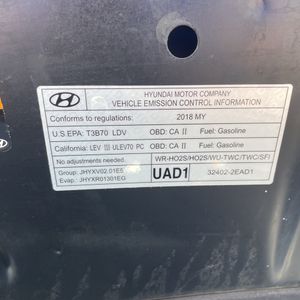 HYUNDAI MOTOR COMPANY
VEHICLE EMISSION CONTROL INFORMATION
Conforms to regulations: 2018 MY
U.S.EPA: T3B70 LDV OBD: CA II Fuel: Gasoline
California: LEV III ULEV70 PC OBD: CA II Fuel: Gasoline
No adjustments needed. WR-HO2S/HO2S/WU-TWC/TWC/SFI
Group: JHYXV02.01E5 UAD1 32402-2EAD1
Evap.: JHYXR01301EG